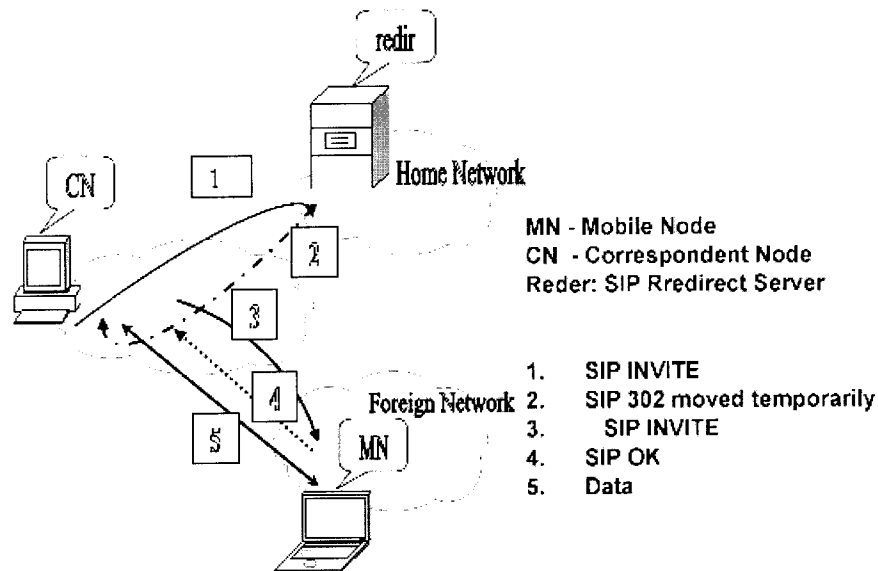 redir
CN
1
Home Network
2
MN - Mobile Node
CN - Correspondent Node
Reder: SIP Rredirect Server
3
4
Foreign Network
5
MN
1. SIP INVITE
2. SIP 302 moved temporarily
3. SIP INVITE
4. SIP OK
5. Data